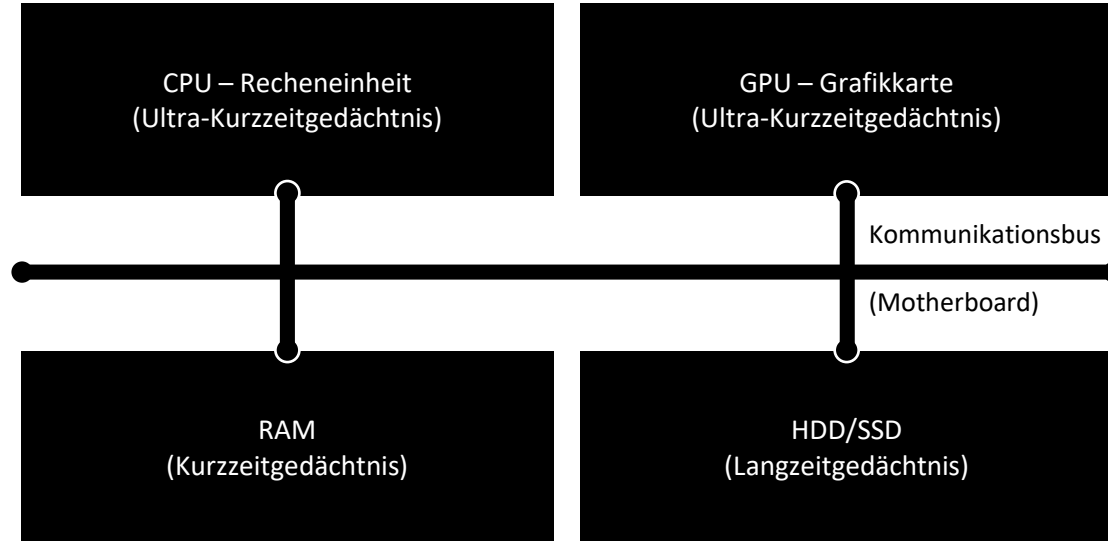 CPU – Recheneinheit
(Ultra-Kurzzeitgedächtnis)
GPU – Grafikkarte
(Ultra-Kurzzeitgedächtnis)
Kommunikationsbus
(Motherboard)
RAM
(Kurzzeitgedächtnis)
HDD/SSD
(Langzeitgedächtnis)